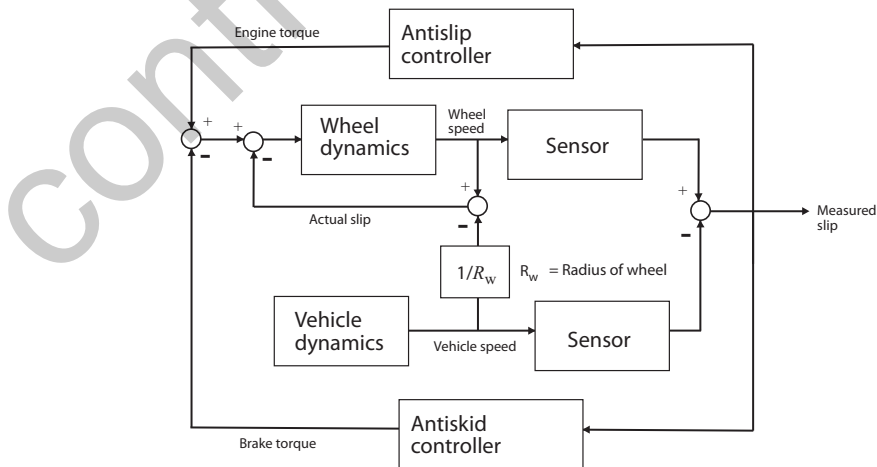 Engine torque
Antislip
controller
Wheel
dynamics
Wheel
speed
Sensor
Actual slip
Measured
slip
1/Rw
Rw = Radius of wheel
Vehicle
dynamics
Vehicle speed
Sensor
Brake torque
Antiskid
controller
+
−
+
−
+
−
+
−
cont